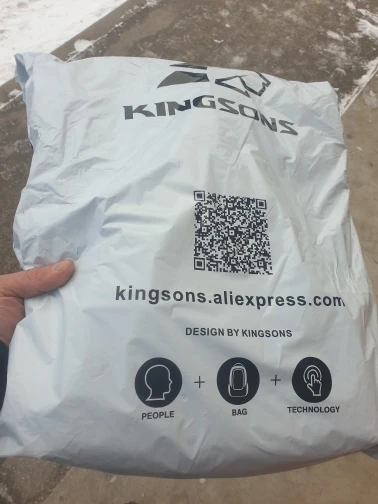 KINGSONS
kingsons.aliexpress.com
DESIGN BY KINGSONS
PEOPLE + BAG + TECHNOLOGY